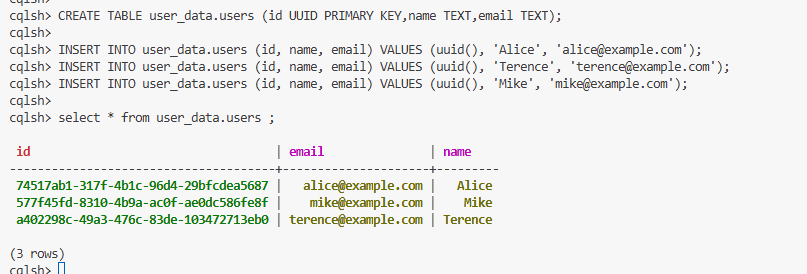 cqlsh> CREATE TABLE user_data.users (id UUID PRIMARY KEY,name TEXT,email TEXT);
cqlsh>
cqlsh> INSERT INTO user_data.users (id, name, email) VALUES (uuid(), 'Alice', 'alice@example.com');
cqlsh> INSERT INTO user_data.users (id, name, email) VALUES (uuid(), 'Terence', 'terence@example.com');
cqlsh> INSERT INTO user_data.users (id, name, email) VALUES (uuid(), 'Mike', 'mike@example.com');
cqlsh>
cqlsh> select * from user_data.users ;
id | email | name
--------------------------------------+---------------------+---------
74517ab1-317f-4b1c-96d4-29bfcdea5687 | alice@example.com | Alice
577f45fd-8310-4b9a-ac0f-ae0dc586fe8f | mike@example.com | Mike
a402298c-49a3-476c-83de-103472713eb0 | terence@example.com | Terence
(3 rows)
cqlsh>